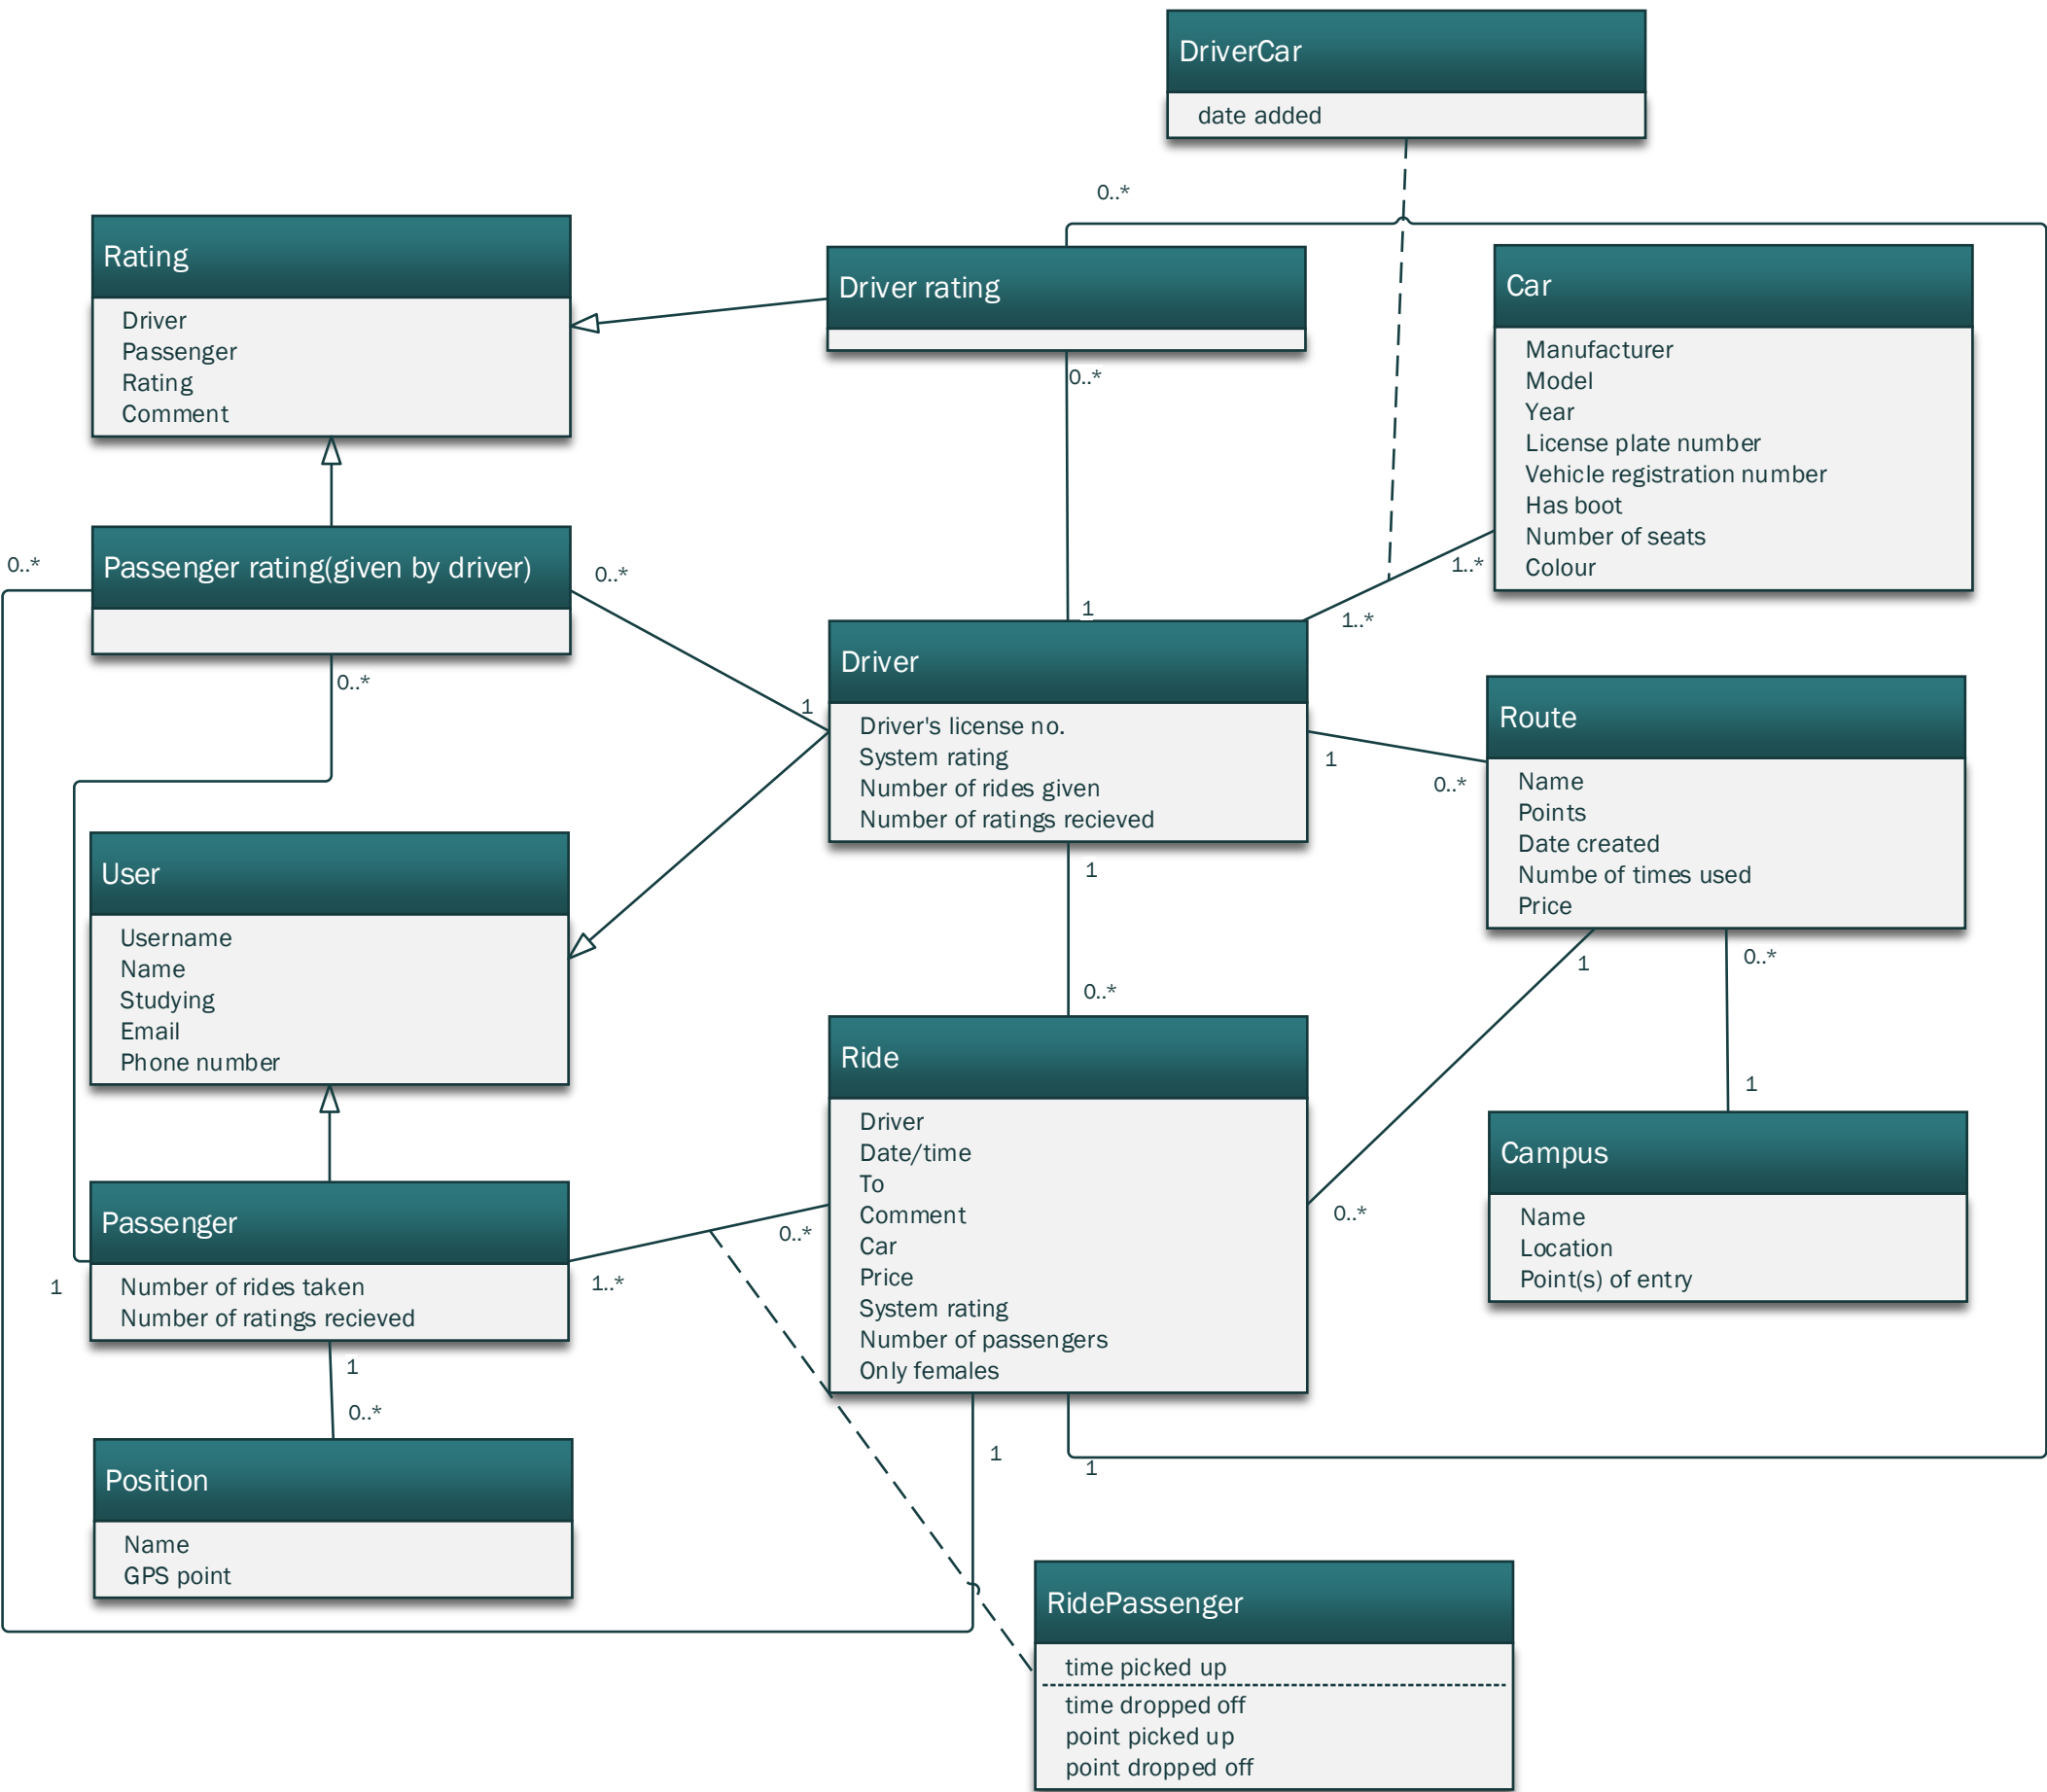 DriverCar
date added
0..*
Rating
Driver
Passenger
Rating
Comment
Driver rating
0..*
Car
Manufacturer
Model
Year
License plate number
Vehicle registration number
Has boot
Number of seats
Colour
1..*
1..*
0..*
Passenger rating(given by driver)
0..*
0..*
1
1
Driver
Driver's license no.
System rating
Number of rides given
Number of ratings recieved
1
0..*
Route
Name
Points
Date created
Numbe of times used
Price
1
0..*
User
Username
Name
Studying
Email
Phone number
1
0..*
Ride
Driver
Date/time
To
Comment
Car
Price
System rating
Number of passengers
Only females
0..*
1
Campus
Name
Location
Point(s) of entry
Passenger
Number of rides taken
Number of ratings recieved
1
1..*
0..*
1
0..*
Position
Name
GPS point
1
1
RidePassenger
time picked up
time dropped off
point picked up
point dropped off